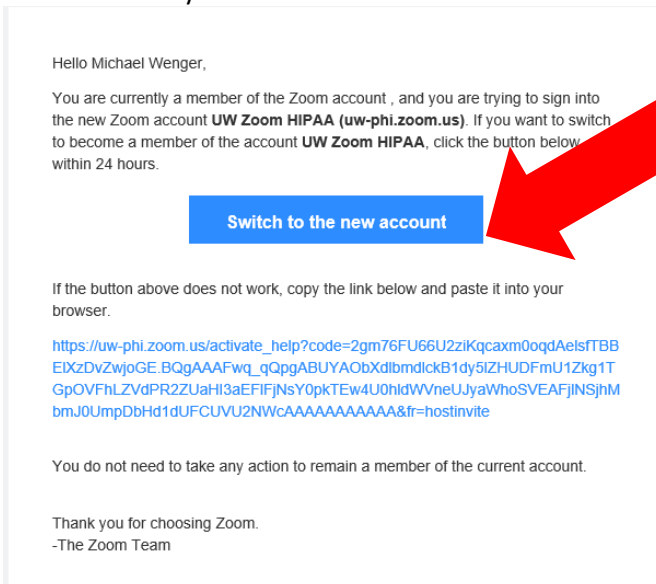 Hello Michael Wenger,
You are currently a member of the Zoom account , and you are trying to sign into
the new Zoom account UW Zoom HIPAA (uw-phi.zoom.us). If you want to switch
to become a member of the account UW Zoom HIPAA, click the button below
within 24 hours.
Switch to the new account
If the button above does not work, copy the link below and paste it into your
browser.
https://uw-phi.zoom.us/activate_help?code=2gm76FU66U2ziKqcaxm0oqdAelsfTBB
EIXzDvZwjoGE.BQgAAAFwq_qQpgABUYAObXdlbmdlckB1dy5lZHUDFmU1Zkg1T
GpOVFhLZVdPR2ZUaHI3aEFIFjNsY0pkTEw4U0hldWVneUJyaWhoSVEAFjlNSjhM
bmJ0UmpDbHd1dUFCUVU2NWcAAAAAAAAAAA&fr=hostinvite
You do not need to take any action to remain a member of the current account.
Thank you for choosing Zoom.
-The Zoom Team